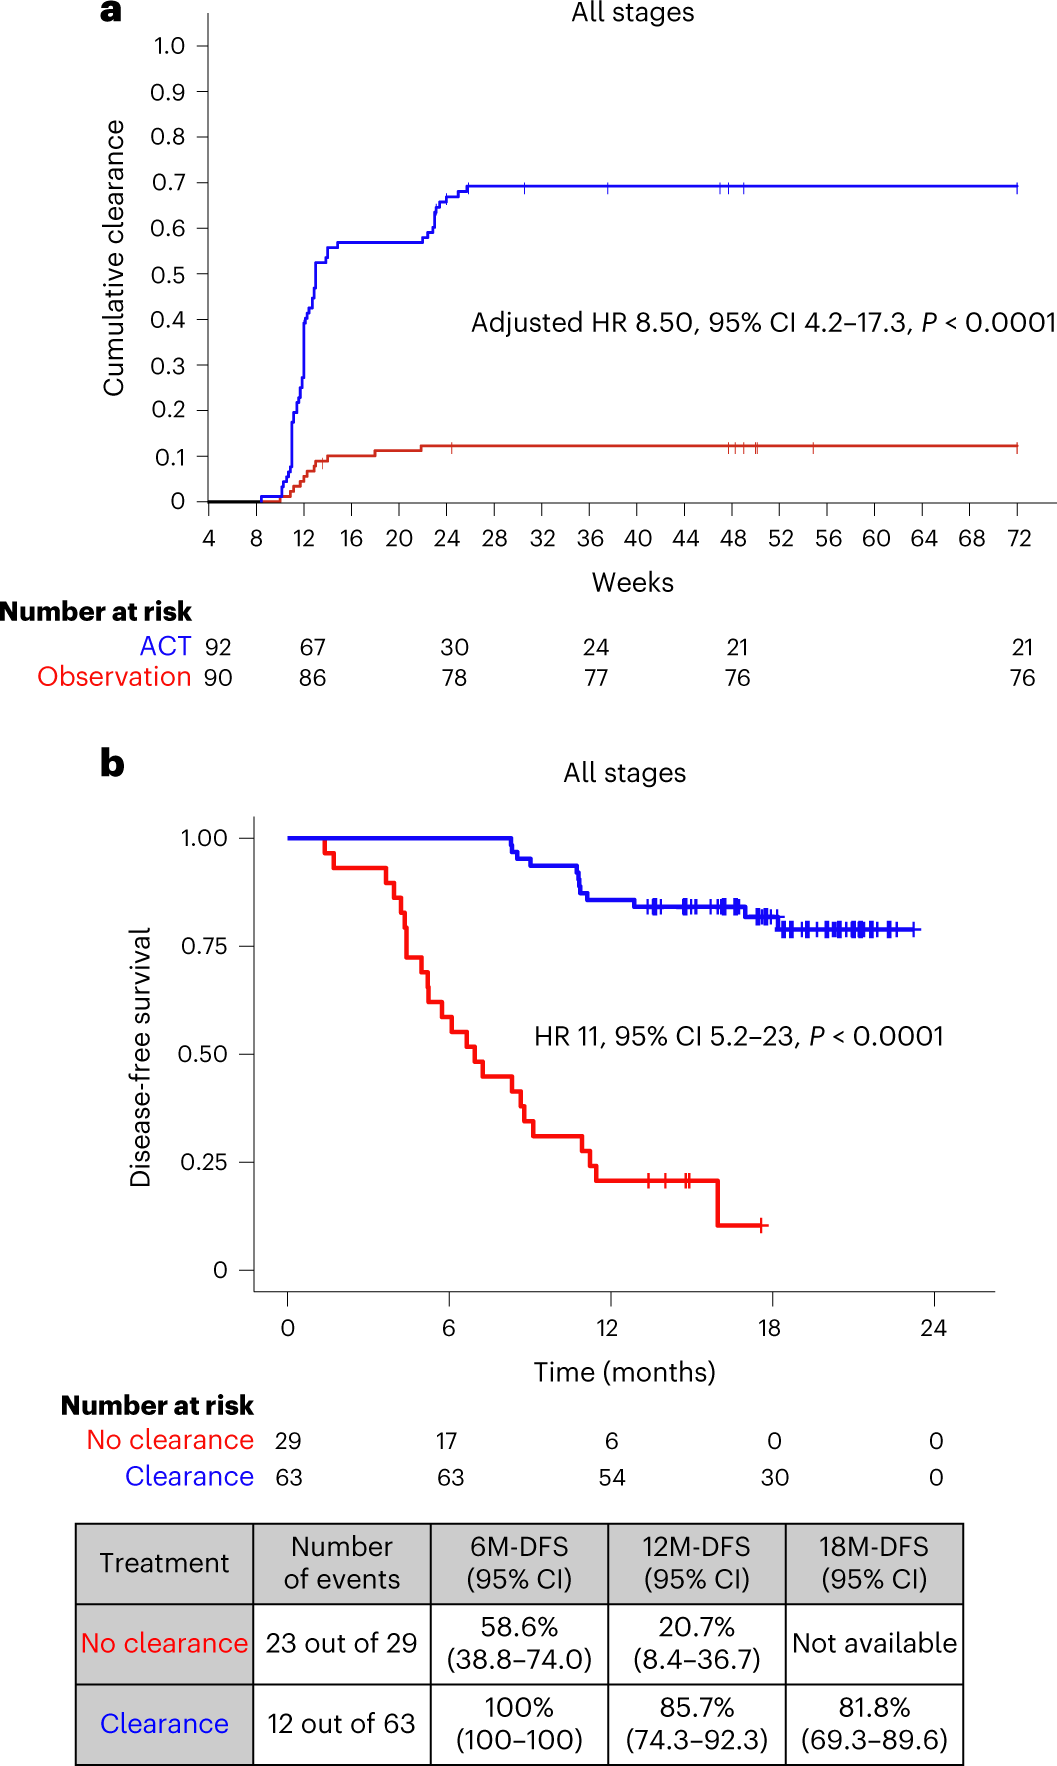 a
All stages
Cumulative clearance
1.0
0.9
0.8
0.7
0.6
0.5
0.4
0.3
0.2
0.1
0
Adjusted HR 8.50, 95% CI 4.2–17.3, P < 0.0001
4 8 12 16 20 24 28 32 36 40 44 48 52 56 60 64 68 72
Weeks
Number at risk
ACT 92 67 30 24 21 21
Observation 90 86 78 77 76 76
b
All stages
Disease-free survival
1.00
0.75
0.50
0.25
0
HR 11, 95% CI 5.2–23, P < 0.0001
0 6 12 18 24
Time (months)
Number at risk
No clearance 29 17 6 0 0
Clearance 63 63 54 30 0
Treatment
Number
of events
6M-DFS
(95% CI)
12M-DFS
(95% CI)
18M-DFS
(95% CI)
No clearance
23 out of 29
58.6%
(38.8–74.0)
20.7%
(8.4–36.7)
Not available
Clearance
12 out of 63
100%
(100–100)
85.7%
(74.3–92.3)
81.8%
(69.3–89.6)